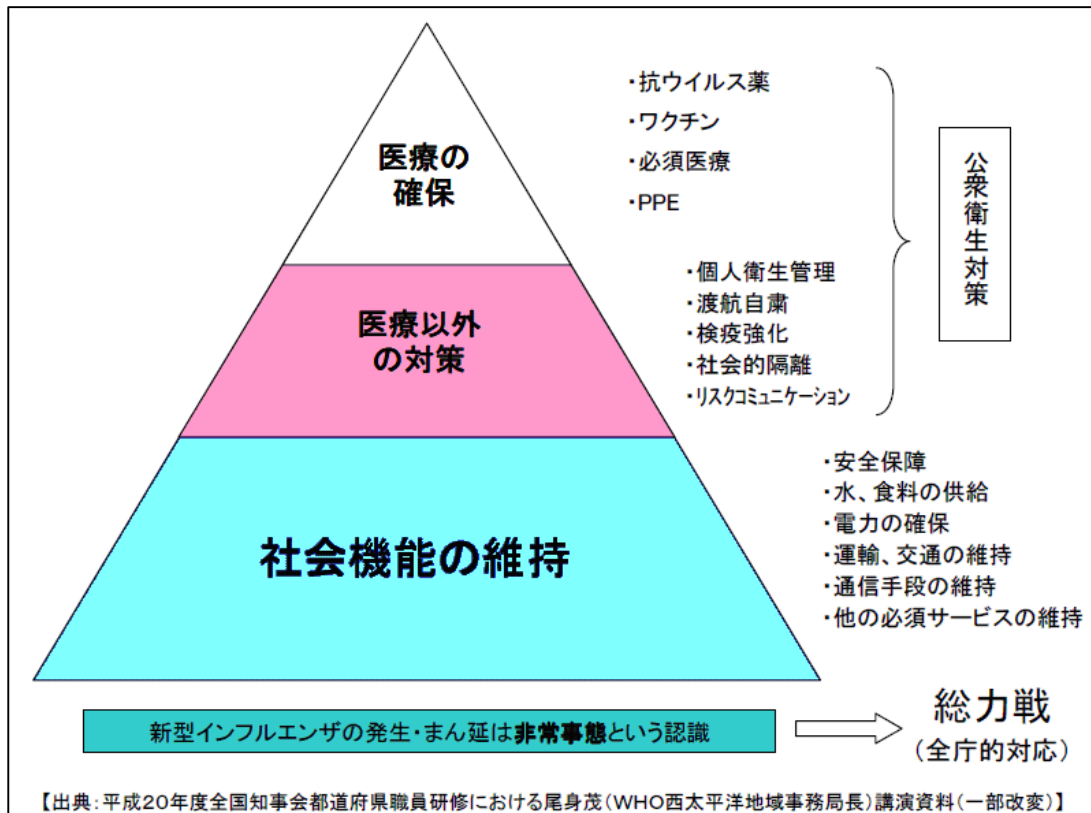 医療の
確保
・抗ウイルス薬
・ワクチン
・必須医療
・PPE
医療以外
の対策
・個人衛生管理
・渡航自粛
・検疫強化
・社会的隔離
・リスクコミュニケーション
公衆衛生対策
社会機能の維持
・安全保障
・水、食料の供給
・電力の確保
・運輸、交通の維持
・通信手段の維持
・他の必須サービスの維持
新型インフルエンザの発生・まん延は非常事態という認識
総力戦
(全庁的対応)
【出典:平成20年度全国知事会都道府県職員研修における尾身茂(WHO西太平洋地域事務局長)講演資料(一部改変)】